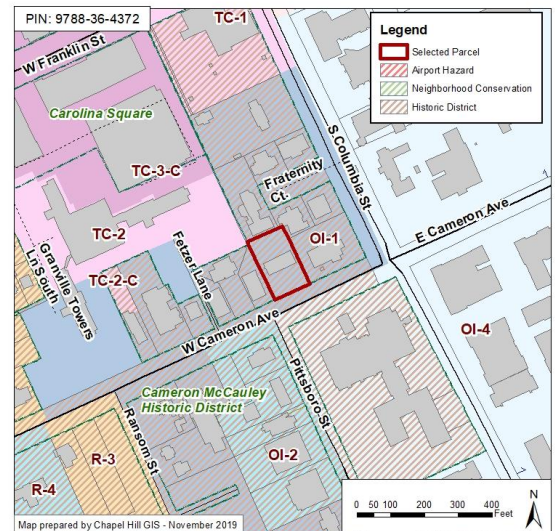 PIN: 9788-36-4372
TC-1
W Franklin St
Legend
Selected Parcel
Airport Hazard
Neighborhood Conservation
Historic District
Carolina Square
TC-3-C
S Columbia St
Fraternity
Ct.
E Cameron Ave
TC-2
OI-1
Fetzer Lane
Granville Towers
Ln South
TC-2-C
W Cameron Ave
OI-4
Pittsboro St
Cameron McCauley
Historic District
Ransom St
OI-2
R-3
R-4
0 50 100 200 300 400
Feet
N
Map prepared by Chapel Hill GIS - November 2019